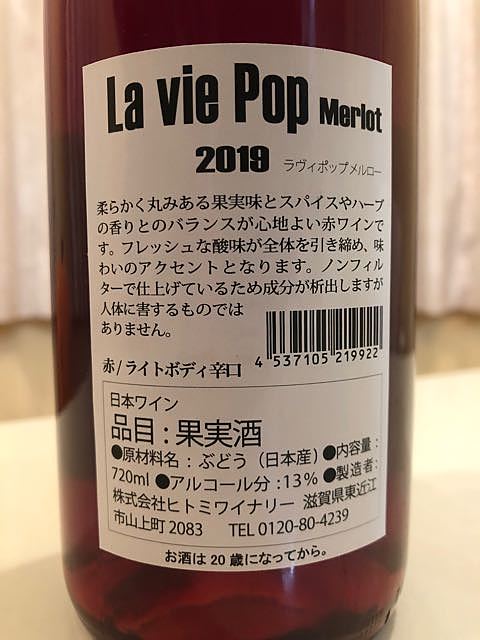 La vie Pop Merlot
2019 ラヴィポップメルロー
柔らかく丸みある果実味とスパイスやハーブ
の香りとのバランスが心地よい赤ワインで
す。フレッシュな酸味が全体を引き締め、味
わいのアクセントとなります。ノンフィル
ターで仕上げているため成分が析出しますが
人体に害するものでは
ありません。
4 537105 219922
赤/ライトボディ辛口
日本ワイン
品目:果実酒
●原材料名:ぶどう(日本産)●内容量:
720ml ●アルコール分:13%●製造者:
株式会社ヒトミワイナリー 滋賀県東近江
市山上町2083 TEL 0120-80-4239
お酒は20歳になってから。